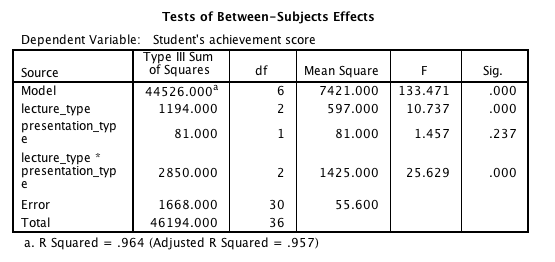 Tests of Between-Subjects Effects
Dependent Variable: Student's achievement score
Source Type III Sum of Squares df Mean Square F Sig.
Model 44526.000a 6 7421.000 133.471 .000
lecture_type 1194.000 2 597.000 10.737 .000
presentation_type 81.000 1 81.000 1.457 .237
lecture_type * presentation_type 2850.000 2 1425.000 25.629 .000
Error 1668.000 30 55.600
Total 46194.000 36
a. R Squared = .964 (Adjusted R Squared = .957)